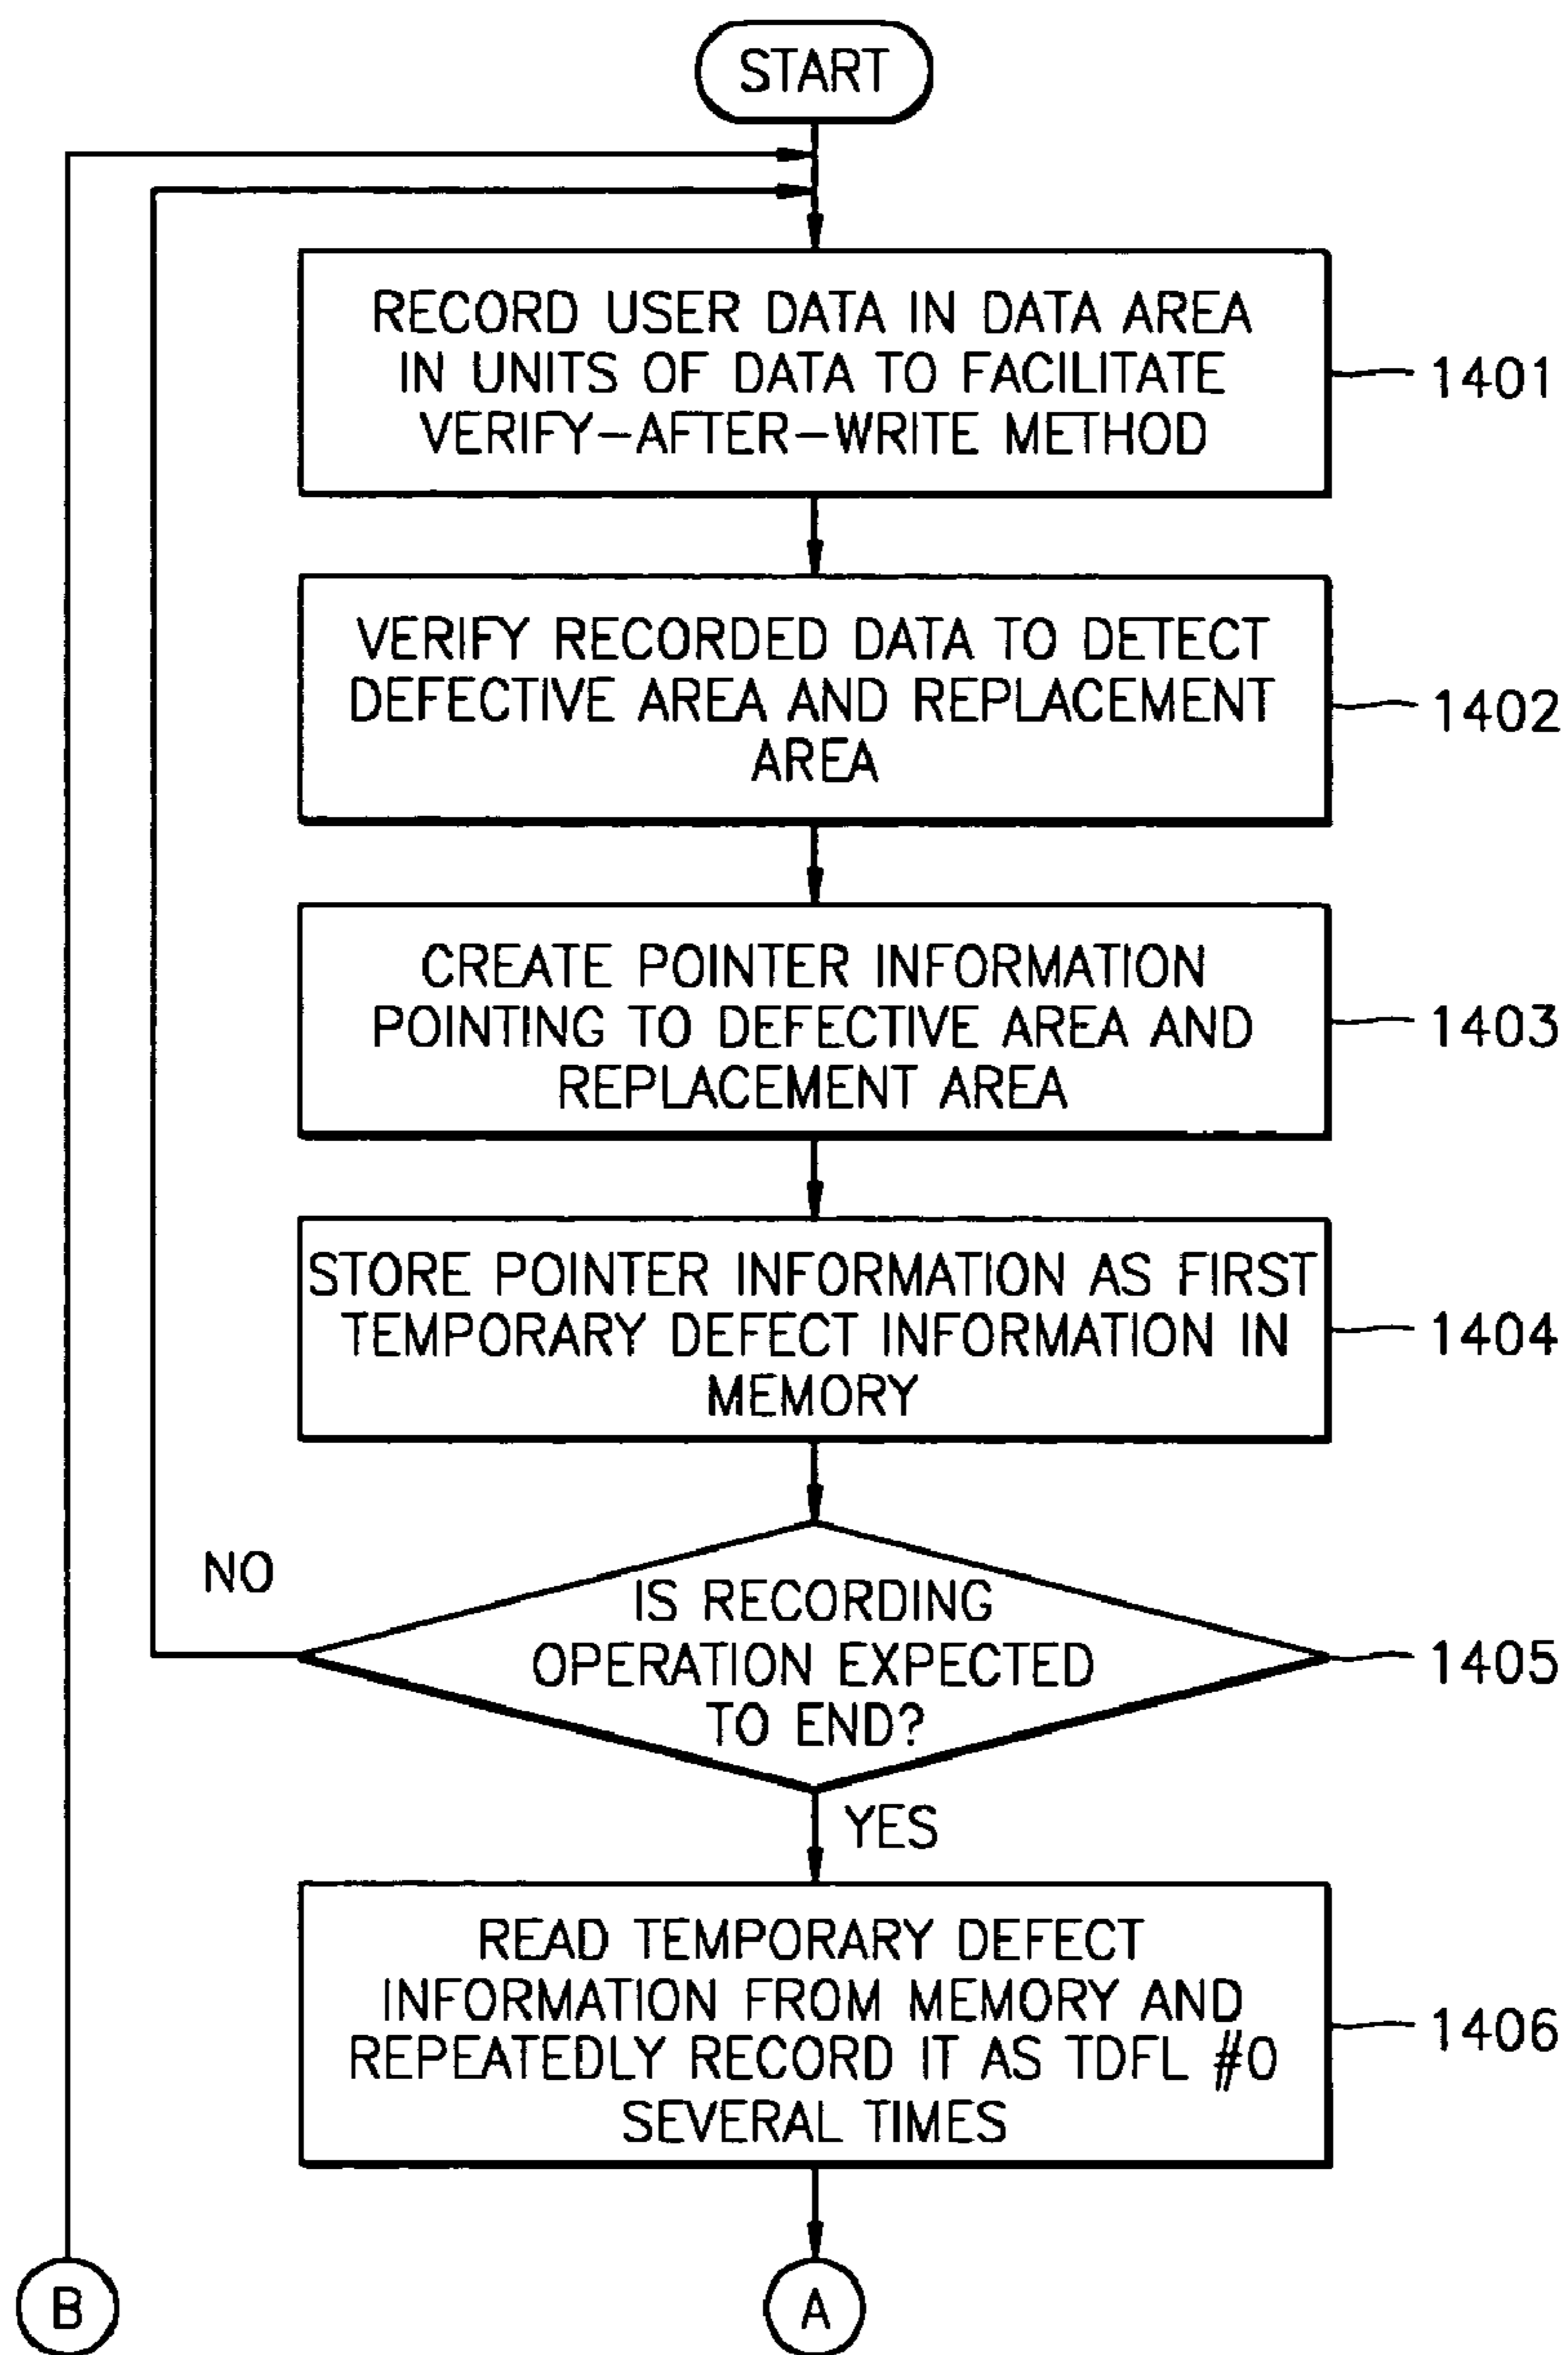 START
RECORD USER DATA IN DATA AREA
IN UNITS OF DATA TO FACILITATE
VERIFY-AFTER-WRITE METHOD
1401
VERIFY RECORDED DATA TO DETECT
DEFECTIVE AREA AND REPLACEMENT
AREA
1402
CREATE POINTER INFORMATION
POINTING TO DEFECTIVE AREA AND
REPLACEMENT AREA
1403
STORE POINTER INFORMATION AS FIRST
TEMPORARY DEFECT INFORMATION IN
MEMORY
1404
NO
IS RECORDING
OPERATION EXPECTED
TO END?
1405
YES
READ TEMPORARY DEFECT
INFORMATION FROM MEMORY AND
REPEATEDLY RECORD IT AS TDFL #0
SEVERAL TIMES
1406
B
A